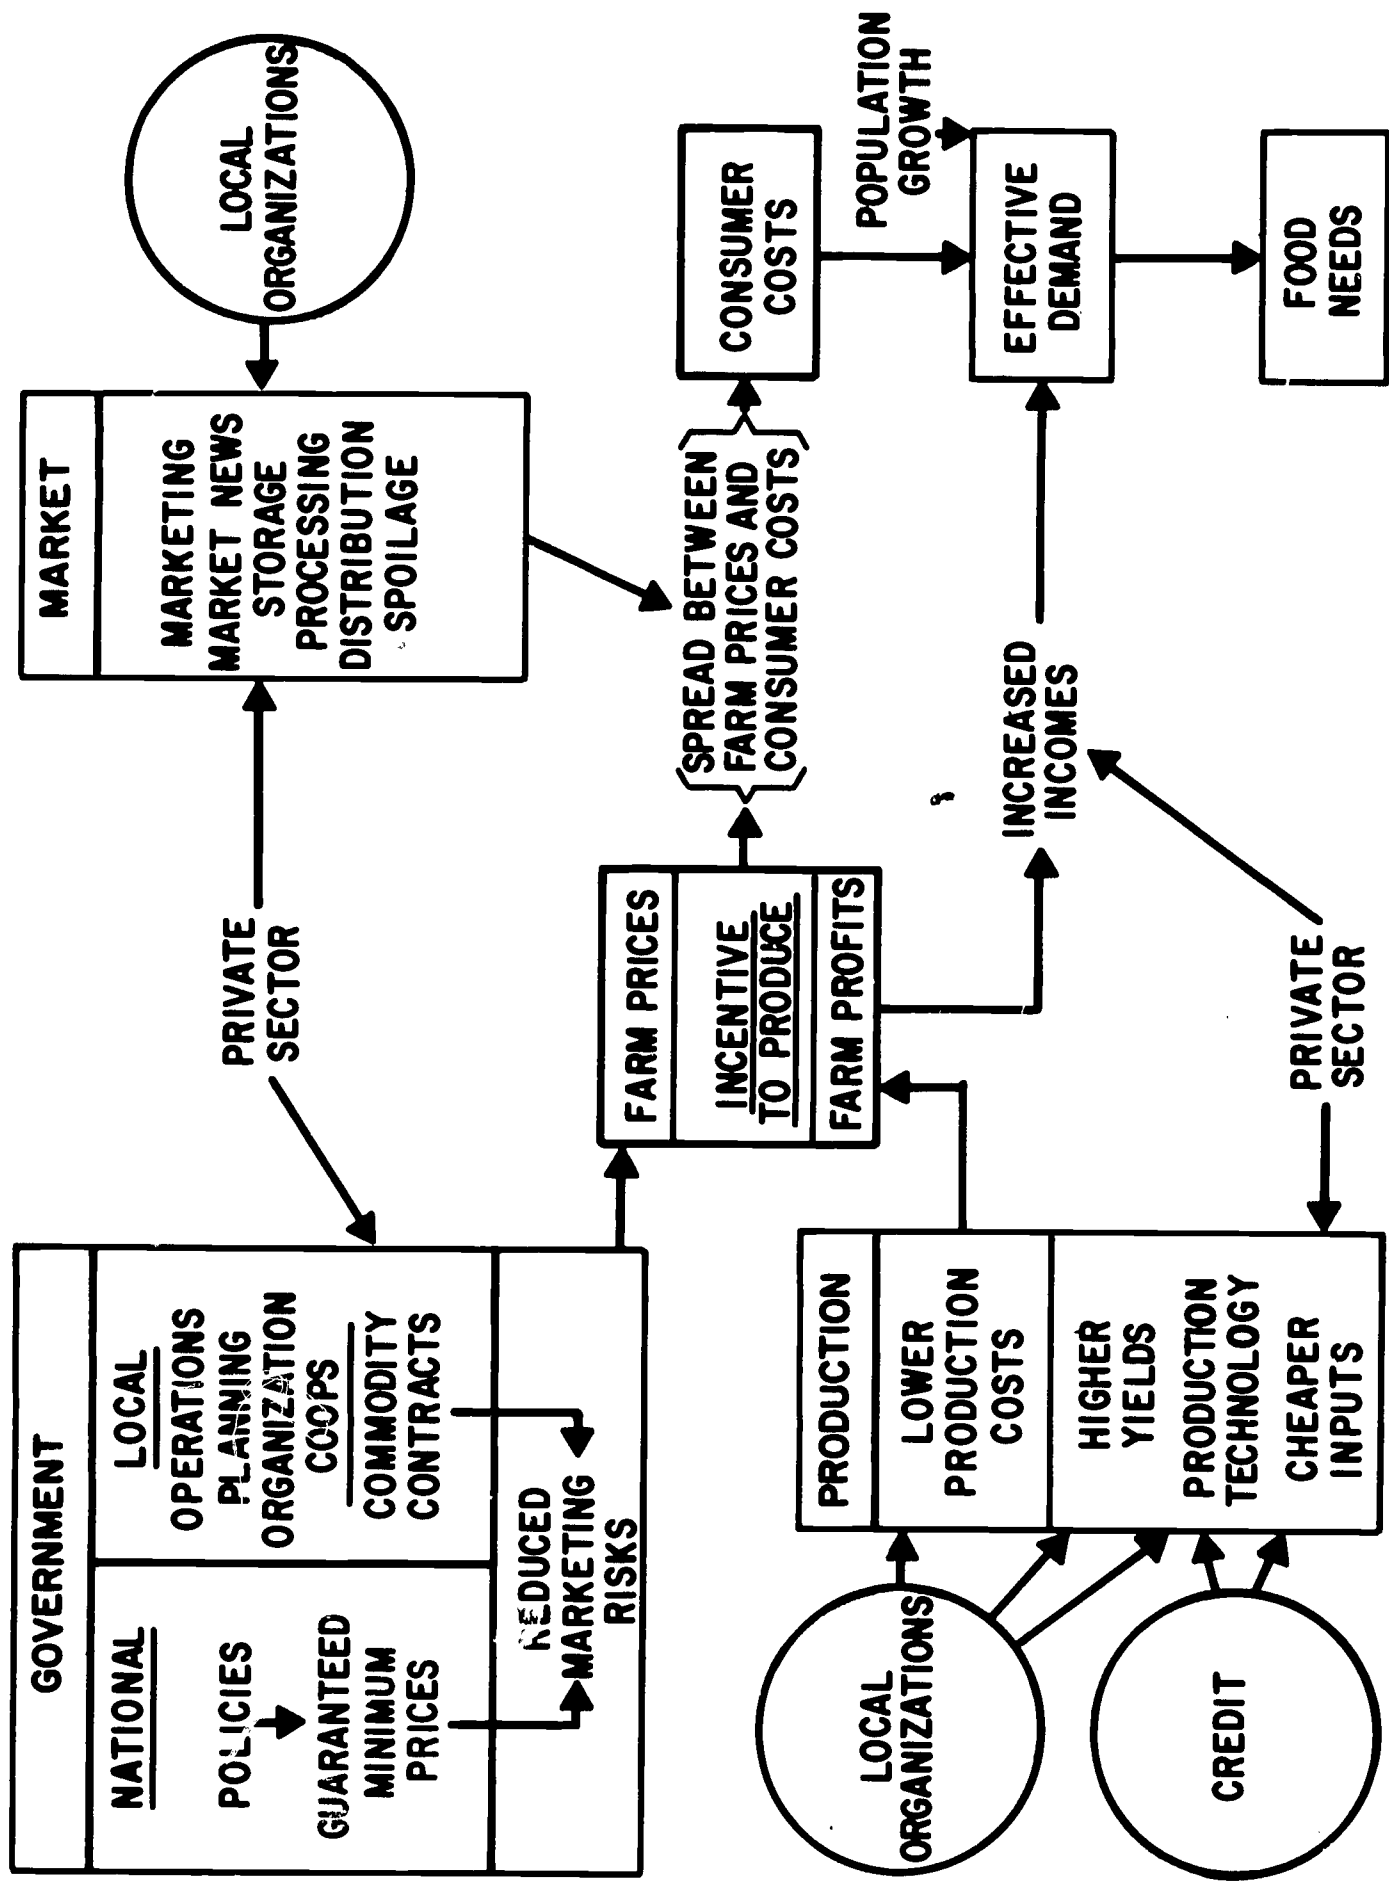 GOVERNMENT
NATIONAL
POLICIES
GUARANTEED
MINIMUM
PRICES
LOCAL
OPERATIONS
PLANNING
ORGANIZATION
COOPS
COMMODITY
CONTRACTS
REDUCED
MARKETING
RISKS
PRIVATE
SECTOR
MARKET
MARKETING
MARKET NEWS
STORAGE
PROCESSING
DISTRIBUTION
SPOILAGE
LOCAL
ORGANIZATIONS
FARM PRICES
INCENTIVE
TO PRODUCE
FARM PROFITS
SPREAD BETWEEN
FARM PRICES AND
CONSUMER COSTS
CONSUMER
COSTS
POPULATION
GROWTH
INCREASED
INCOMES
EFFECTIVE
DEMAND
FOOD
NEEDS
LOCAL
ORGANIZATIONS
CREDIT
PRODUCTION
LOWER
PRODUCTION
COSTS
HIGHER
YIELDS
PRODUCTION
TECHNOLOGY
CHEAPER
INPUTS
PRIVATE
SECTOR